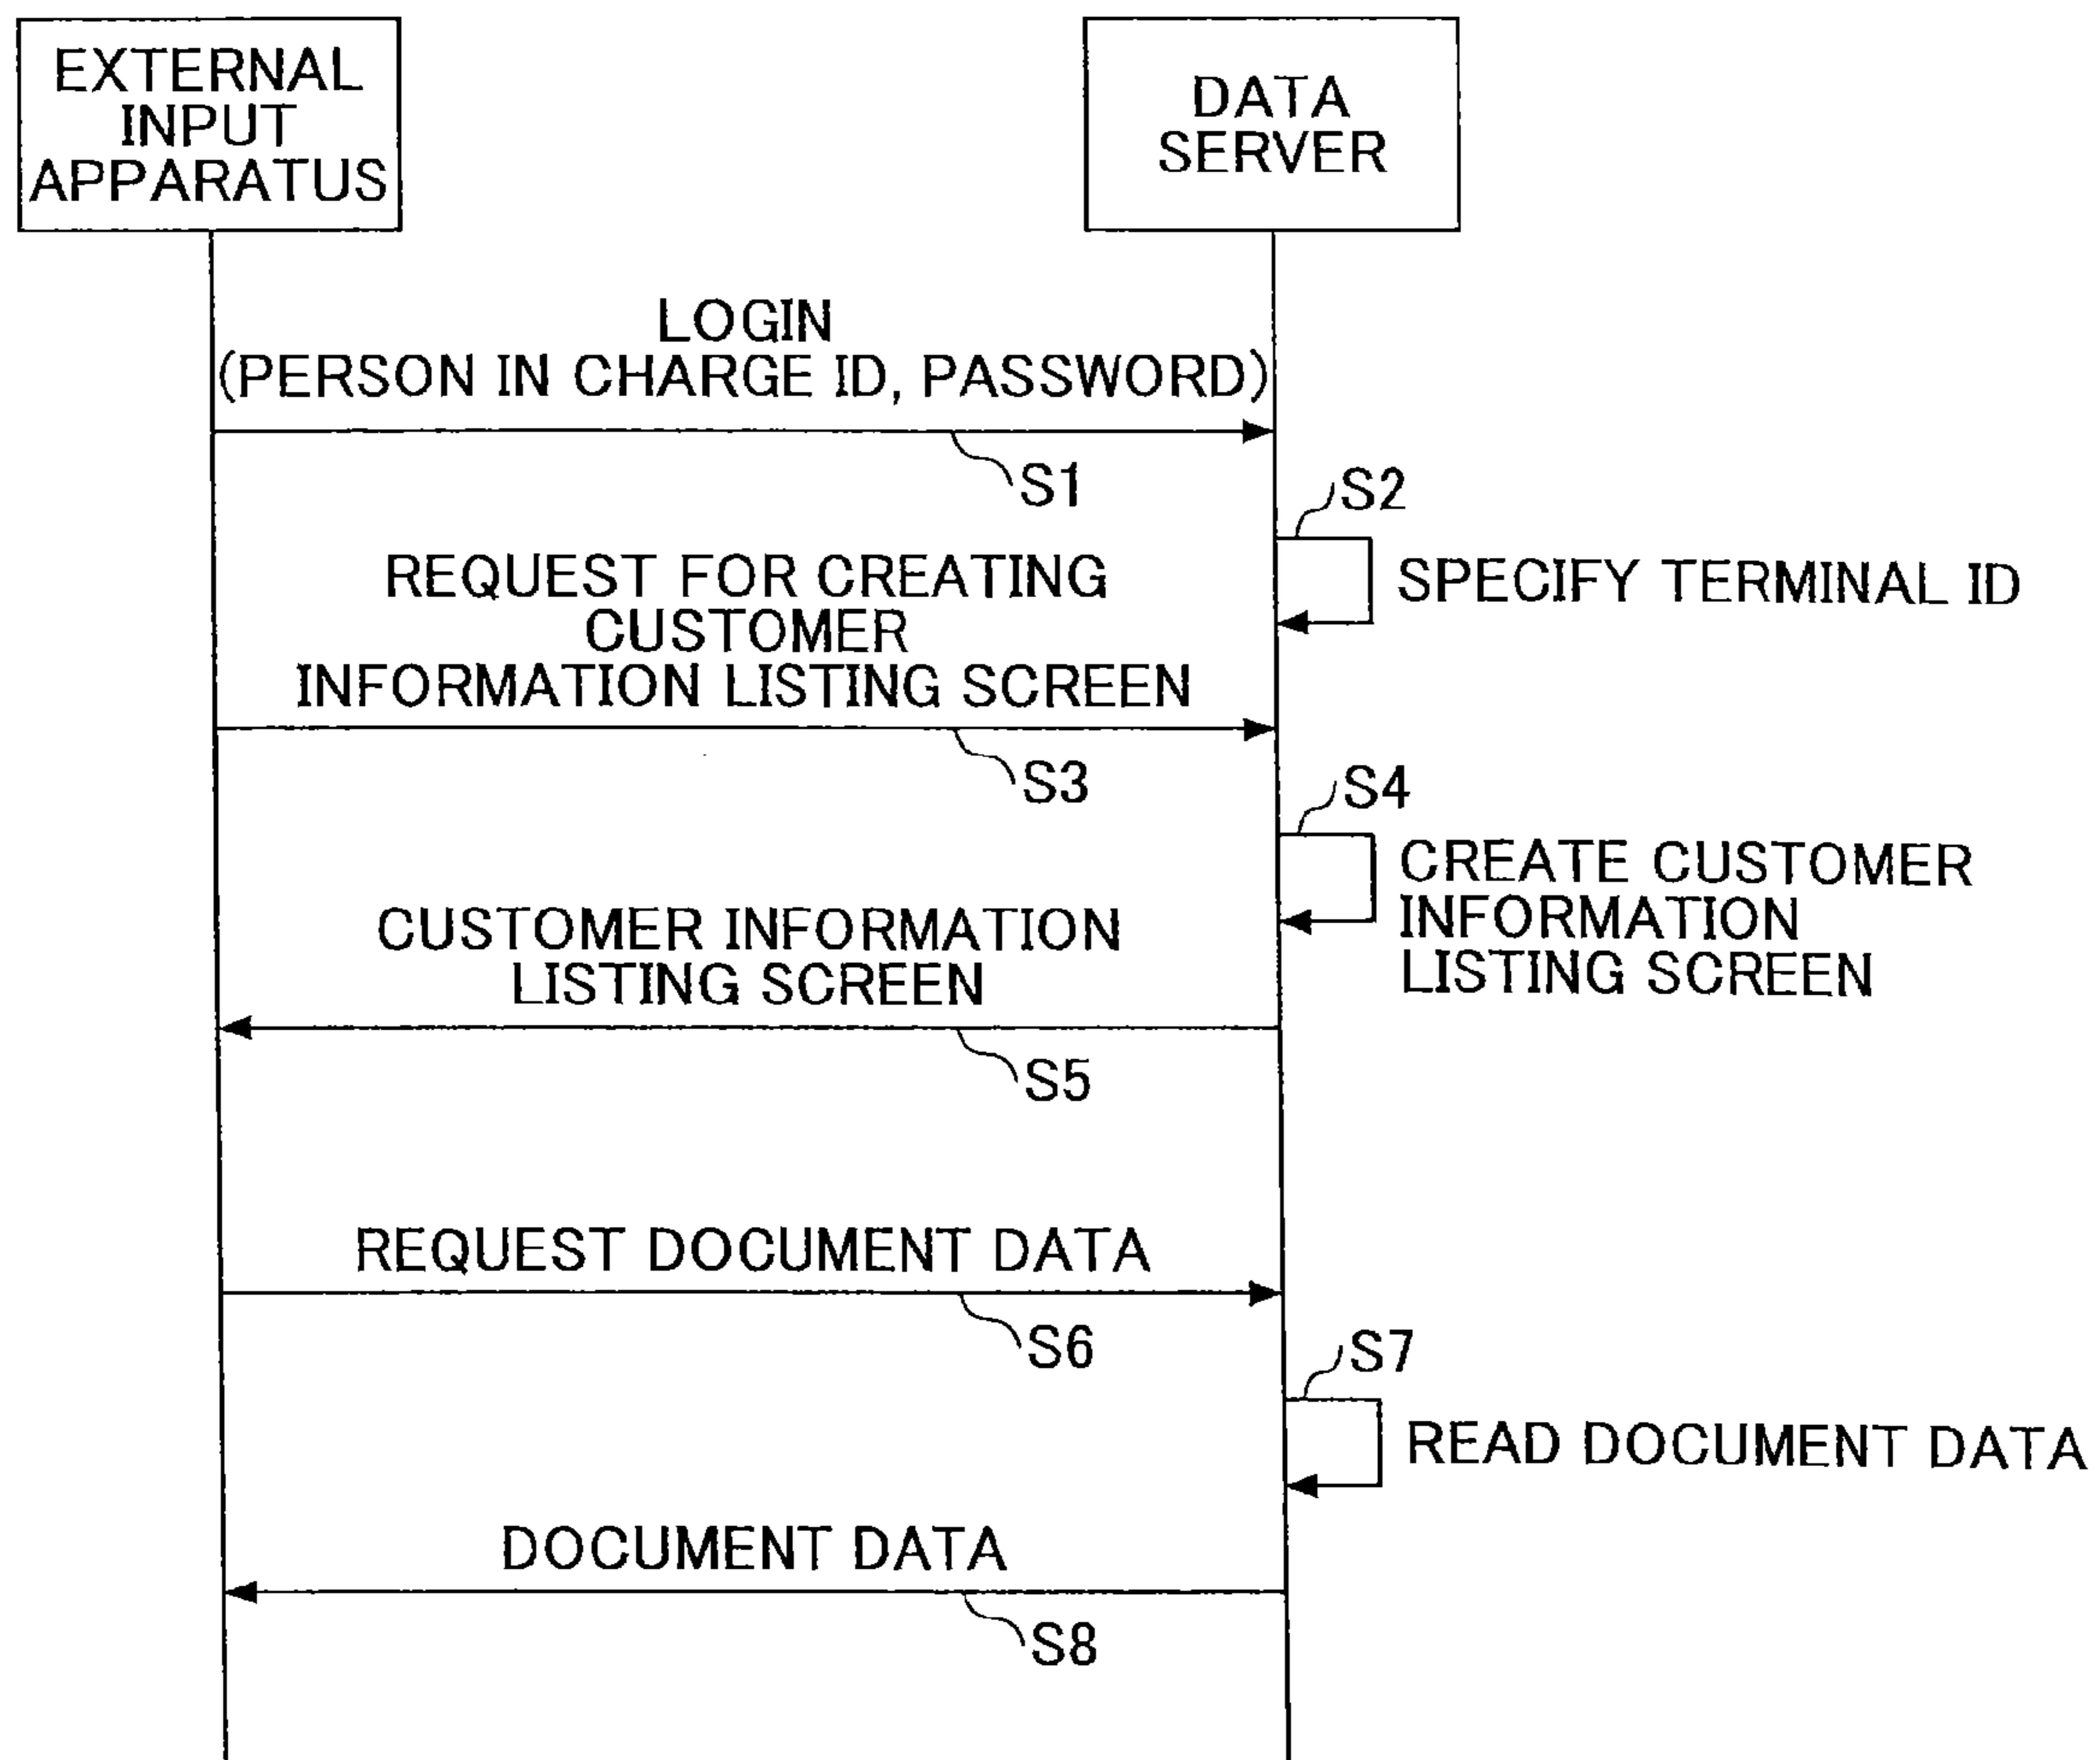 EXTERNAL
INPUT
APPARATUS
DATA
SERVER
LOGIN
(PERSON IN CHARGE ID, PASSWORD)
S1
S2
SPECIFY TERMINAL ID
REQUEST FOR CREATING
CUSTOMER
INFORMATION LISTING SCREEN
S3
S4
CREATE CUSTOMER
INFORMATION
LISTING SCREEN
CUSTOMER INFORMATION
LISTING SCREEN
S5
REQUEST DOCUMENT DATA
S6
S7
READ DOCUMENT DATA
DOCUMENT DATA
S8